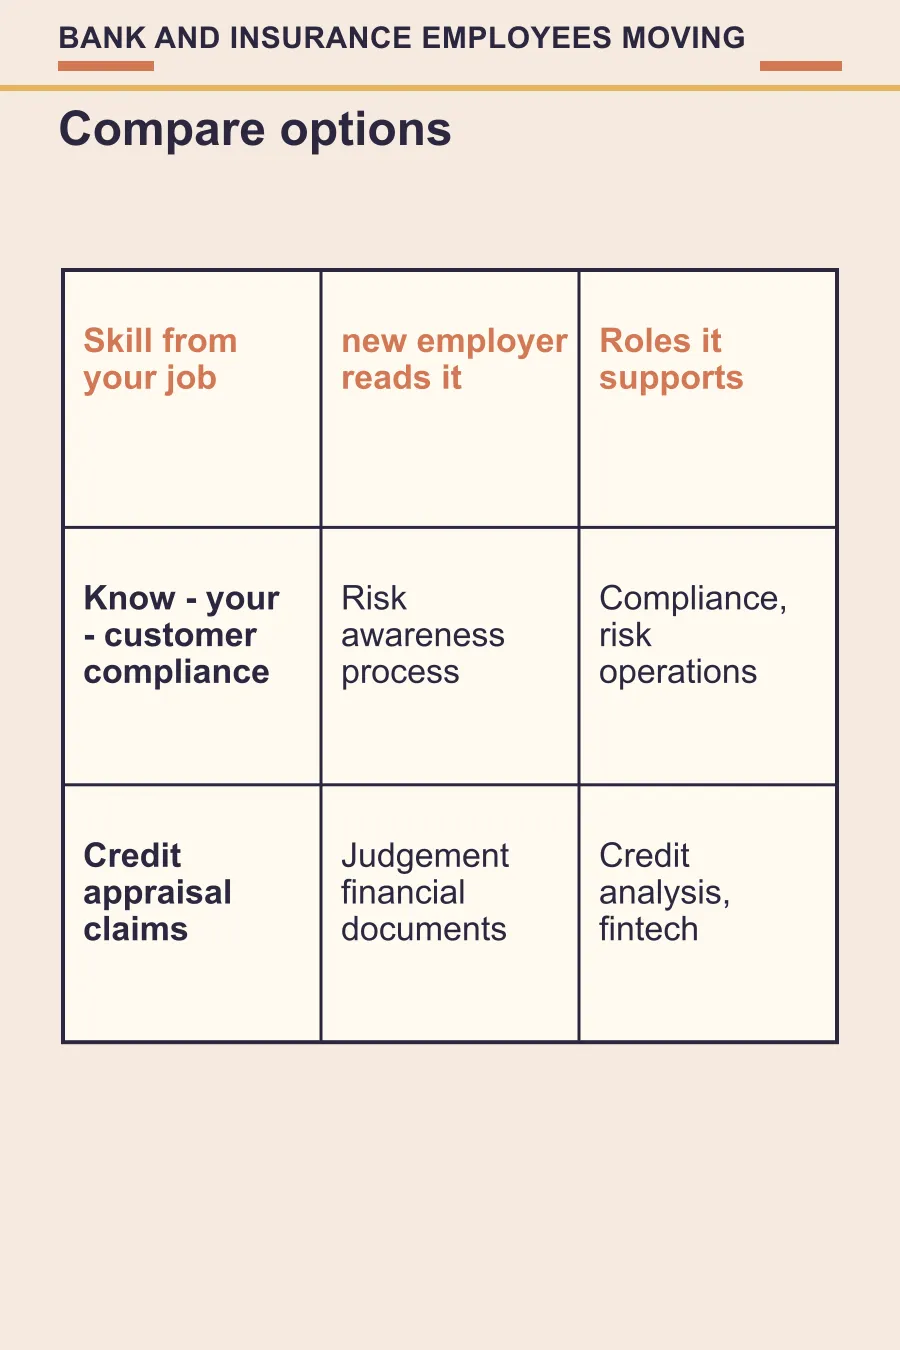 BANK AND INSURANCE EMPLOYEES MOVING
Compare options
Skill from
your job
new employer
reads it
Roles it
supports
Know - your
- customer
compliance
Risk
awareness
process
Compliance,
risk
operations
Credit
appraisal
claims
Judgement
financial
documents
Credit
analysis,
fintech